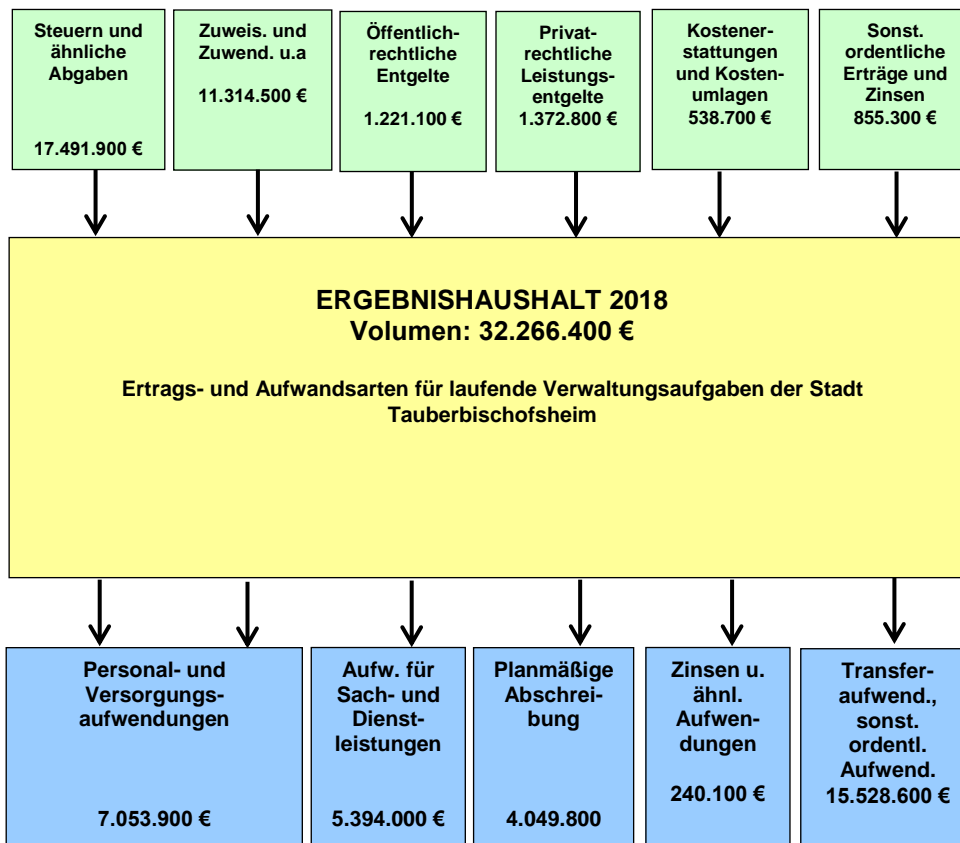 Steuern und
ähnliche
Abgaben
17.491.900 €
Zuweis. und
Zuwend. u.a
11.314.500 €
Öffentlich-
rechtliche
Entgelte
1.221.100 €
Privat-
rechtliche
Leistungs-
entgelte
1.372.800 €
Kostener-
stattungen
und Kosten-
umlagen
538.700 €
Sonst.
ordentliche
Erträge und
Zinsen
855.300 €
ERGEBNISHAUSHALT 2018
Volumen: 32.266.400 €
Ertrags- und Aufwandsarten für laufende Verwaltungsaufgaben der Stadt
Tauberbischofsheim
Personal- und
Versorgungs-
aufwendungen
7.053.900 €
Aufw. für
Sach- und
Dienst-
leistungen
5.394.000 €
Planmäßige
Abschrei-
bung
4.049.800
Zinsen u.
ähnl.
Aufwen-
dungen
240.100 €
Transfer-
aufwend.,
sonst.
ordentl.
Aufwend.
15.528.600 €